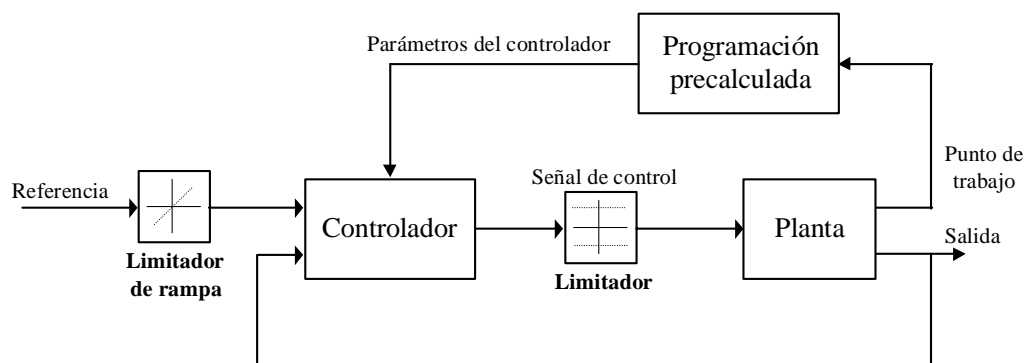 Parámetros del controlador
Programación
precalculada
Referencia
Limitador
de rampa
Controlador
Señal de control
Limitador
Planta
Punto de
trabajo
Salida